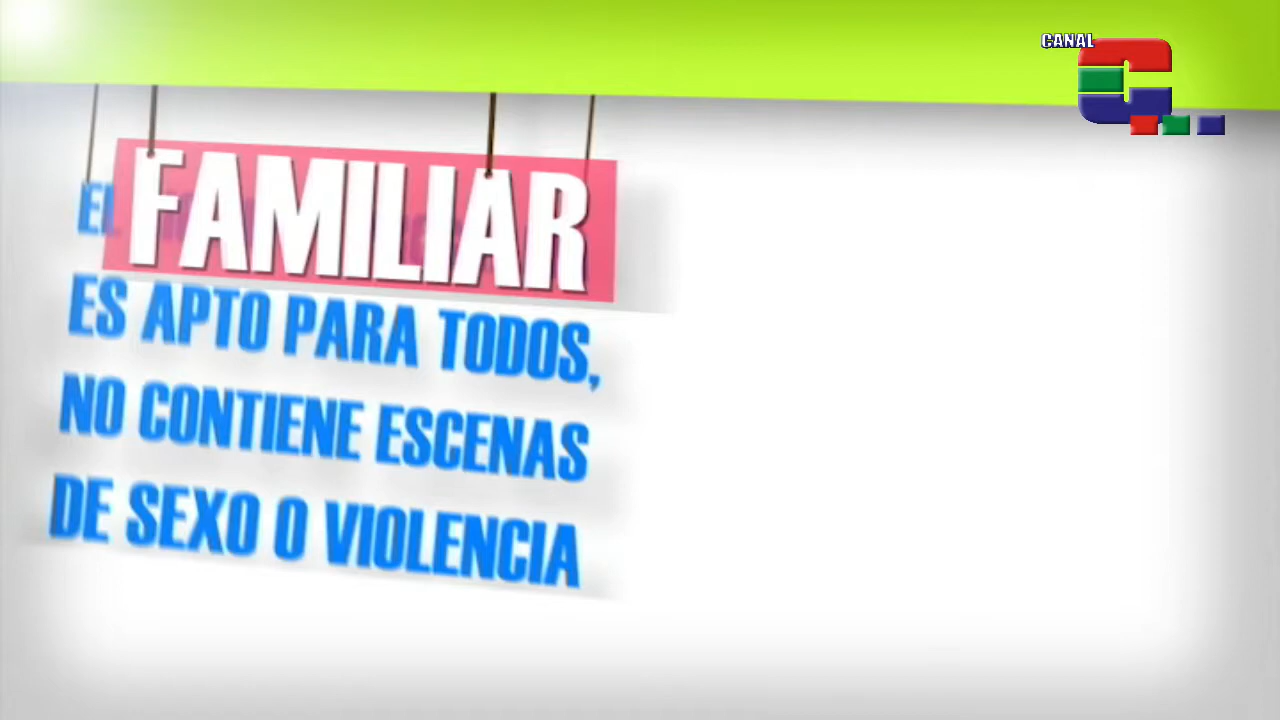 CANAL
C
FAMILIAR
EL
ES APTO PARA TODOS,
NO CONTIENE ESCENAS
DE SEXO O VIOLENCIA